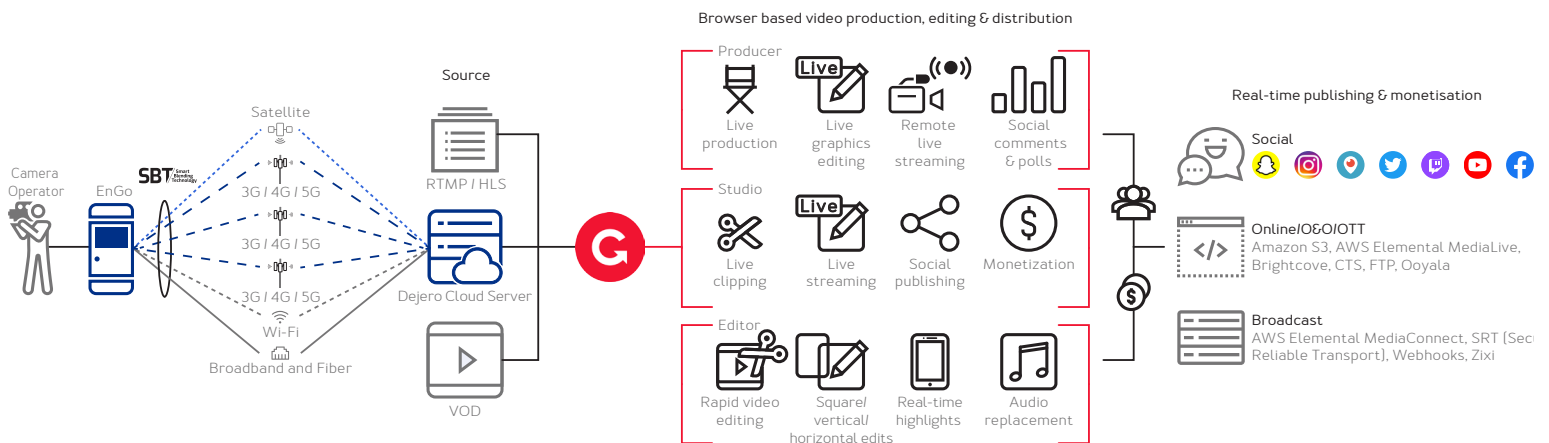 Browser based video production, editing & distribution
Source
Real-time publishing & monetisation
Camera
Operator
EnGo
SBT Smart
Blending
Technology
Satellite
3G / 4G / 5G
3G / 4G / 5G
3G / 4G / 5G
Wi-Fi
Broadband and Fiber
RTMP / HLS
Dejero Cloud Server
VOD
G
Producer
Live
production
Live
Live
graphics
editing
Remote
live
streaming
Social
comments
& polls
Studio
Live
clipping
Live
Live
streaming
Social
publishing
$
Monetization
Editor
Rapid video
editing
Square/
vertical/
horizontal edits
Real-time
highlights
Audio
replacement
$
Social
</>
Online/O&O/OTT
Amazon S3, AWS Elemental MediaLive,
Brightcove, CTS, FTP, Ooyala
Broadcast
AWS Elemental MediaConnect, SRT (Sec
Reliable Transport), Webhooks, Zixi